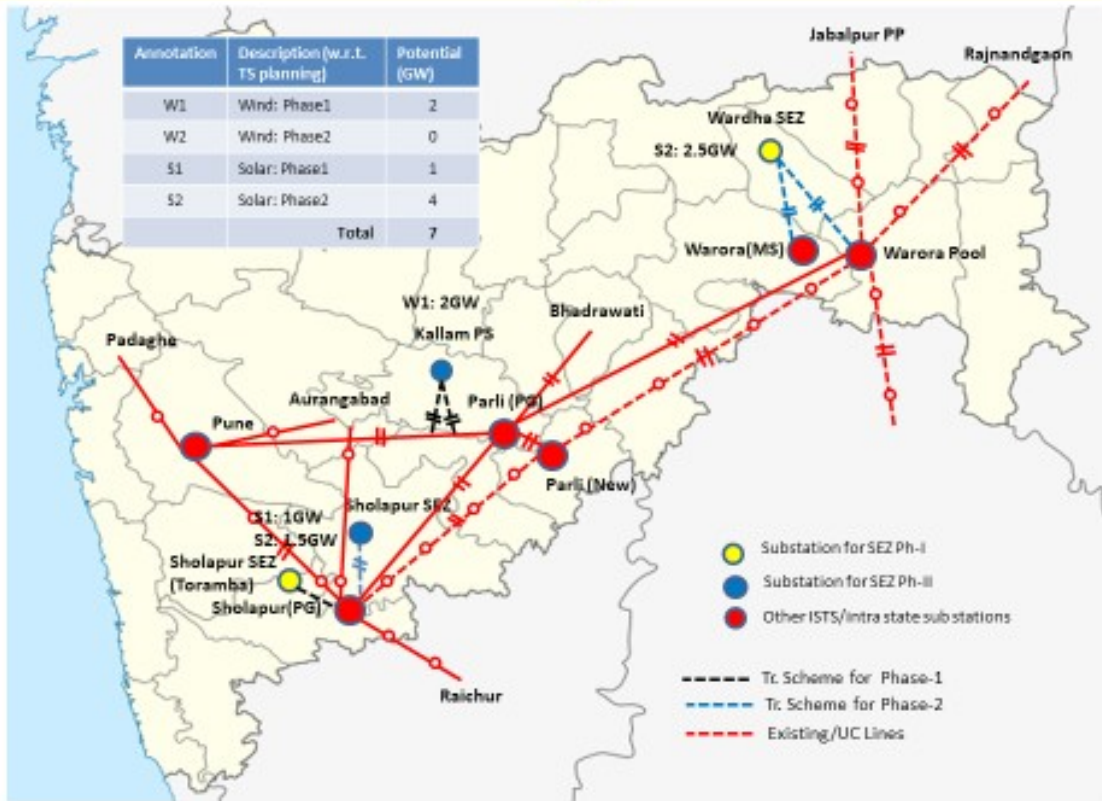 Annotation Description (w.r.t. Potential
TS planning) (GW)
W1 Wind: Phase1 2
W2 Wind: Phase2 0
S1 Solar: Phase1 1
S2 Solar: Phase2 4
Total 7
Jabalpur PP
Rajnandgaon
Wardha SEZ
S2: 2.5GW
Warora(MS)
Warora Pool
W1: 2GW
Kallam PS
Bhadrawati
Padaghe
Aurangabad
Parli (PG)
Pune
Parli (New)
Sholapur SEZ
S1: 1GW
S2: 1.5GW
Sholapur SEZ
(Toramba)
Sholapur(PG)
Raichur
Substation for SEZ Ph-I
Substation for SEZ Ph-II
Other ISTS/Intra state substations
Tr. Scheme for Phase-1
Tr. Scheme for Phase-2
Existing/UC Lines